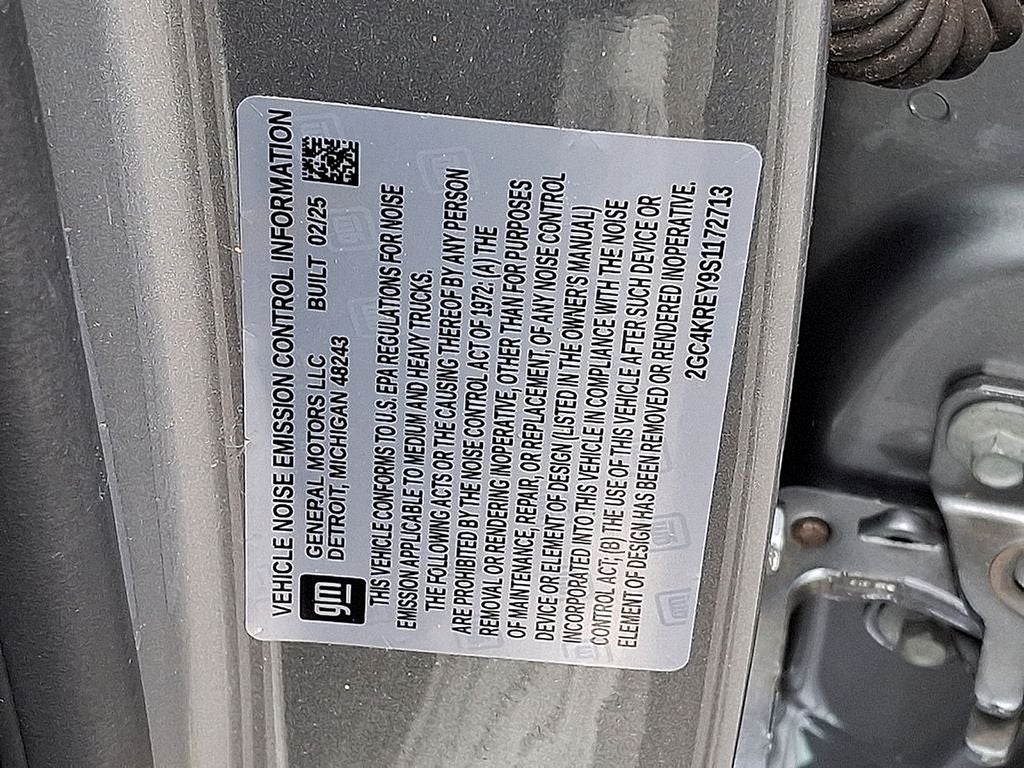 VEHICLE NOISE EMISSION CONTROL INFORMATION
gm
GENERAL MOTORS LLC
DETROIT, MICHIGAN 48243 BUILT 02/25
THIS VEHICLE CONFORMS TO U.S. EPA REGULATIONS FOR NOISE
EMISSION APPLICABLE TO MEDIUM AND HEAVY TRUCKS.
THE FOLLOWING ACTS OR THE CAUSING THEREOF BY ANY PERSON
ARE PROHIBITED BY THE NOISE CONTROL ACT OF 1972: (A) THE
REMOVAL OR RENDERING INOPERATIVE, OTHER THAN FOR PURPOSES
OF MAINTENANCE, REPAIR, OR REPLACEMENT, OF ANY NOISE CONTROL
DEVICE OR ELEMENT OF DESIGN (LISTED IN THE OWNER'S MANUAL)
INCORPORATED INTO THIS VEHICLE IN COMPLIANCE WITH THE NOISE
CONTROL ACT; (B) THE USE OF THIS VEHICLE AFTER SUCH DEVICE OR
ELEMENT OF DESIGN HAS BEEN REMOVED OR RENDERED INOPERATIVE.
2GC4KREY9S1172713